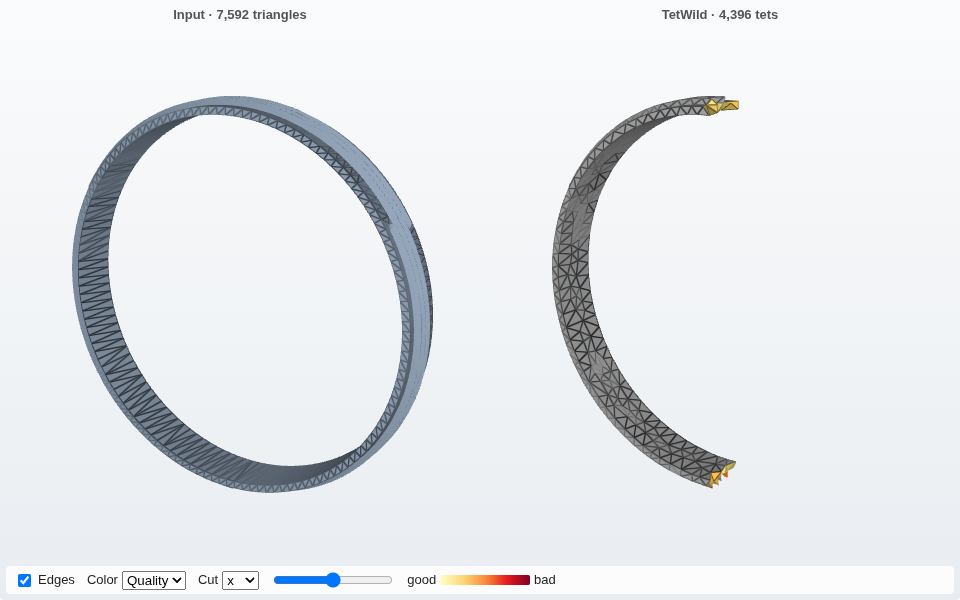 Input · 7,592 triangles
TetWild · 4,396 tets
Edges Color Quality Cut x good bad